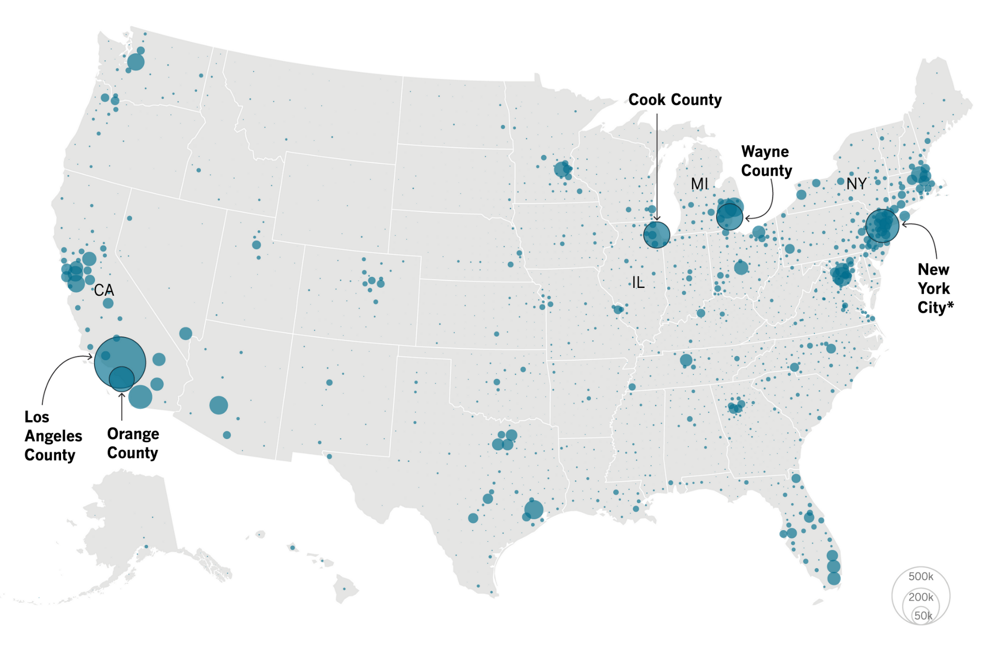 Cook County
Wayne
County
MI
NY
New
York
City*
IL
CA
Los
Angeles
County
Orange
County
500k
200k
50k